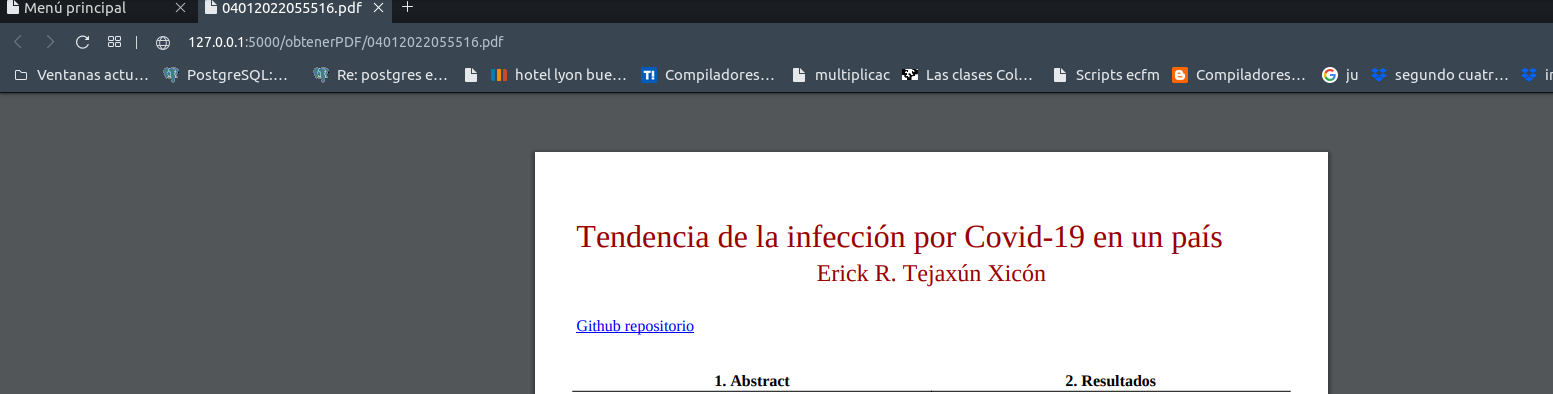 Menú principal
04012022055516.pdf
127.0.0.1:5000/obtenerPDF/04012022055516.pdf
Ventanas actu… PostgreSQL:… Re: postgres e… hotel lyon bue… T! Compiladores… multiplicac Las clases Col… Scripts ecfm Compiladores… ju segundo cuatr…
Tendencia de la infección por Covid-19 en un país
Erick R. Tejaxún Xicón
Github repositorio
1. Abstract 2. Resultados